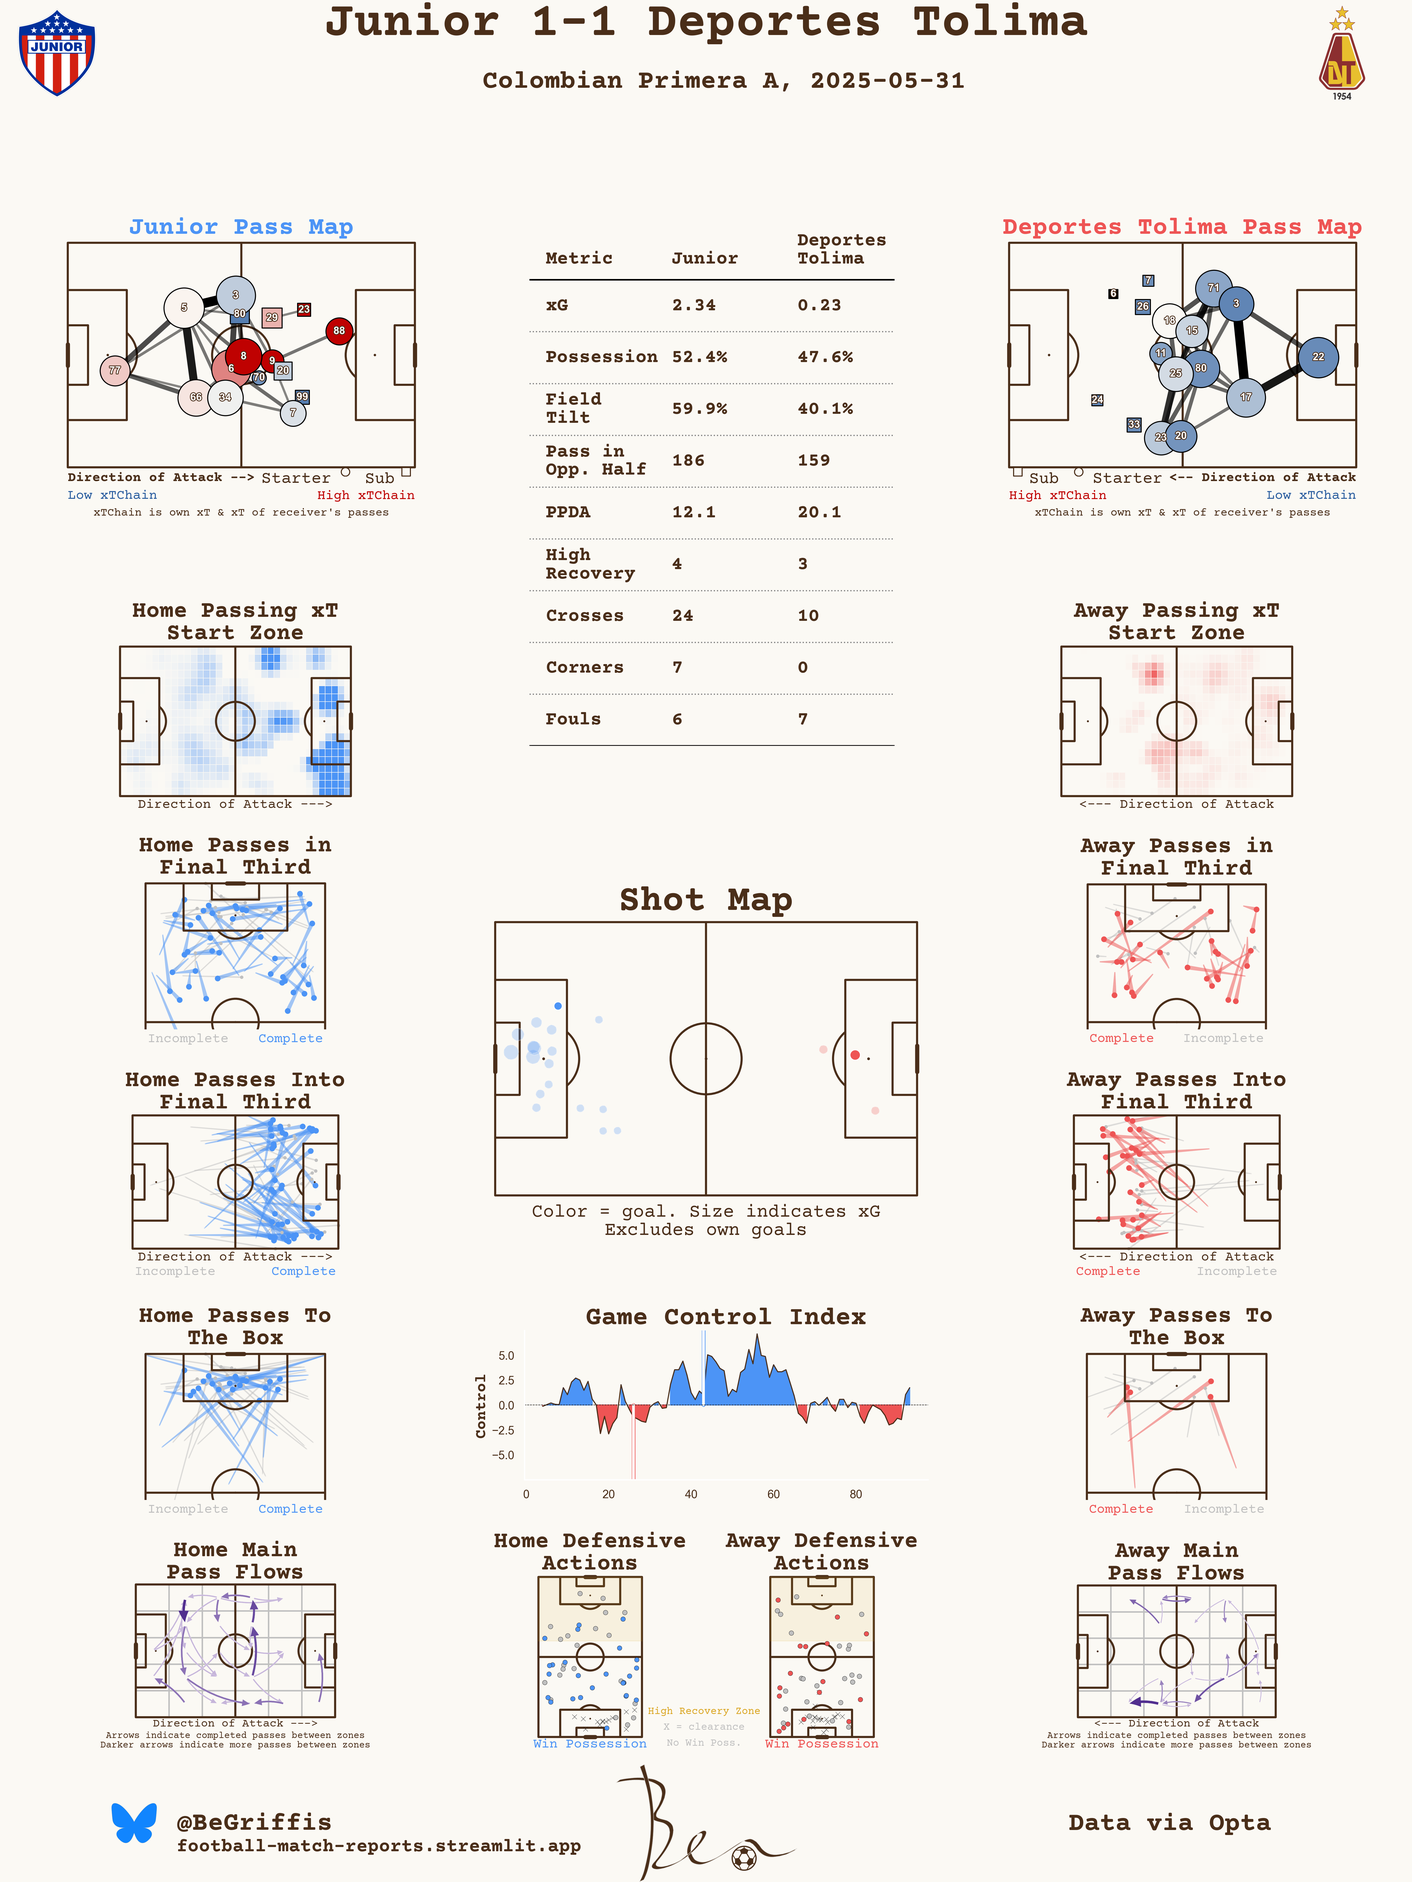 Junior 1-1 Deportes Tolima
Colombian Primera A, 2025-05-31
JUNIOR
1954
Junior Pass Map
5
3
80
29
23
88
77
8
6
9
20
70
66
34
99
7
Direction of Attack --> Starter Sub
Low xTChain High xTChain
xTChain is own xT & xT of receiver's passes
Metric Junior Deportes Tolima
xG 2.34 0.23
Possession 52.4% 47.6%
Field Tilt 59.9% 40.1%
Pass in Opp. Half 186 159
PPDA 12.1 20.1
High Recovery 4 3
Crosses 24 10
Corners 7 0
Fouls 6 7
Deportes Tolima Pass Map
7
6
26
71
3
18
15
11
25
80
22
24
17
33
23
20
Sub Starter <-- Direction of Attack
High xTChain Low xTChain
xTChain is own xT & xT of receiver's passes
Home Passing xT
Start Zone
Direction of Attack --->
Away Passing xT
Start Zone
<--- Direction of Attack
Home Passes in
Final Third
Incomplete Complete
Away Passes in
Final Third
Complete Incomplete
Shot Map
Color = goal. Size indicates xG
Excludes own goals
Home Passes Into
Final Third
Direction of Attack --->
Incomplete Complete
Away Passes Into
Final Third
<--- Direction of Attack
Complete Incomplete
Home Passes To
The Box
Incomplete Complete
Game Control Index
Control
5.0
2.5
0.0
−2.5
−5.0
0 20 40 60 80
Away Passes To
The Box
Complete Incomplete
Home Main
Pass Flows
Direction of Attack --->
Arrows indicate completed passes between zones
Darker arrows indicate more passes between zones
Home Defensive
Actions
Win Possession
High Recovery Zone
X = clearance
No Win Poss.
Away Defensive
Actions
Win Possession
Away Main
Pass Flows
<--- Direction of Attack
Arrows indicate completed passes between zones
Darker arrows indicate more passes between zones
@BeGriffis
football-match-reports.streamlit.app
Ben
Data via Opta